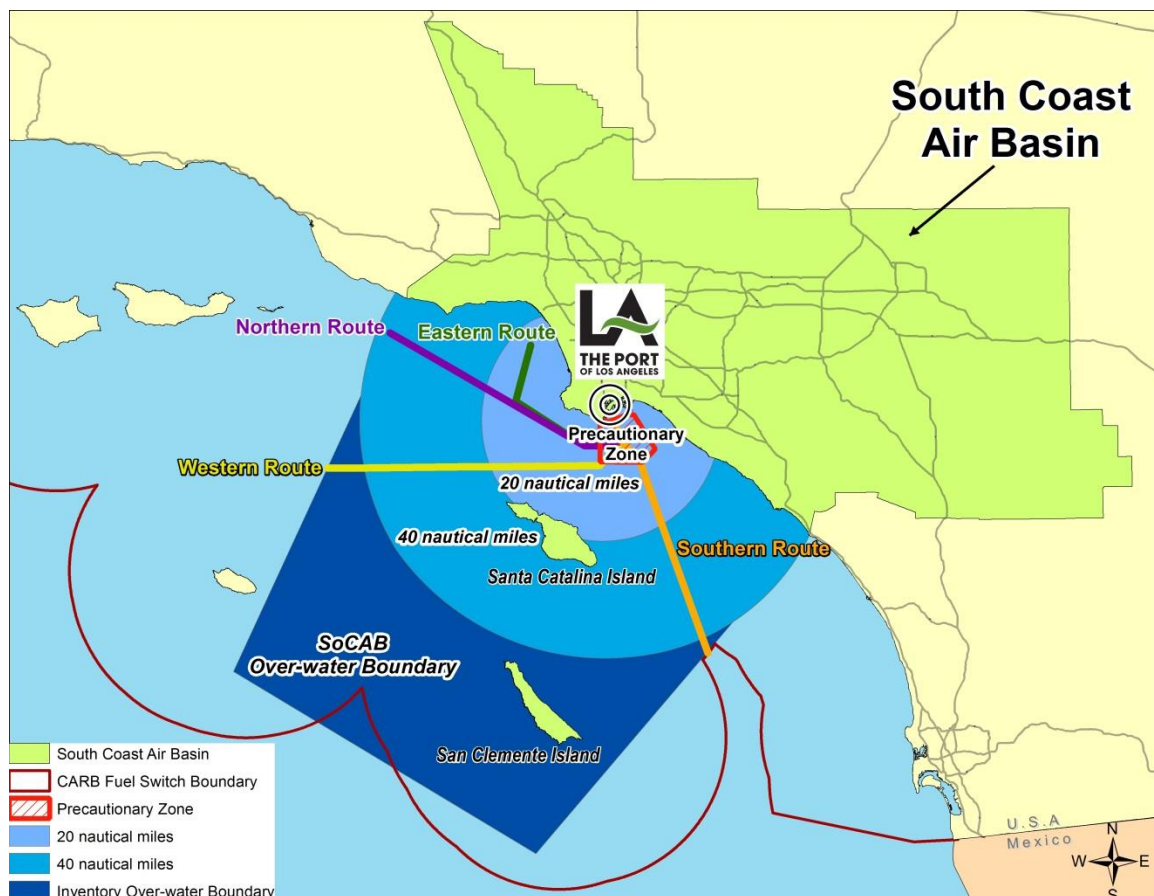 South Coast
Air Basin
Northern Route
Eastern Route
LA
THE PORT
OF LOS ANGELES
Precautionary
Zone
Western Route
20 nautical miles
40 nautical miles
Southern Route
Santa Catalina Island
SoCAB
Over-water Boundary
San Clemente Island
South Coast Air Basin
CARB Fuel Switch Boundary
Precautionary Zone
20 nautical miles
40 nautical miles
Inventory Over-water Boundary
U.S.A
Mexico
N
W
E
S